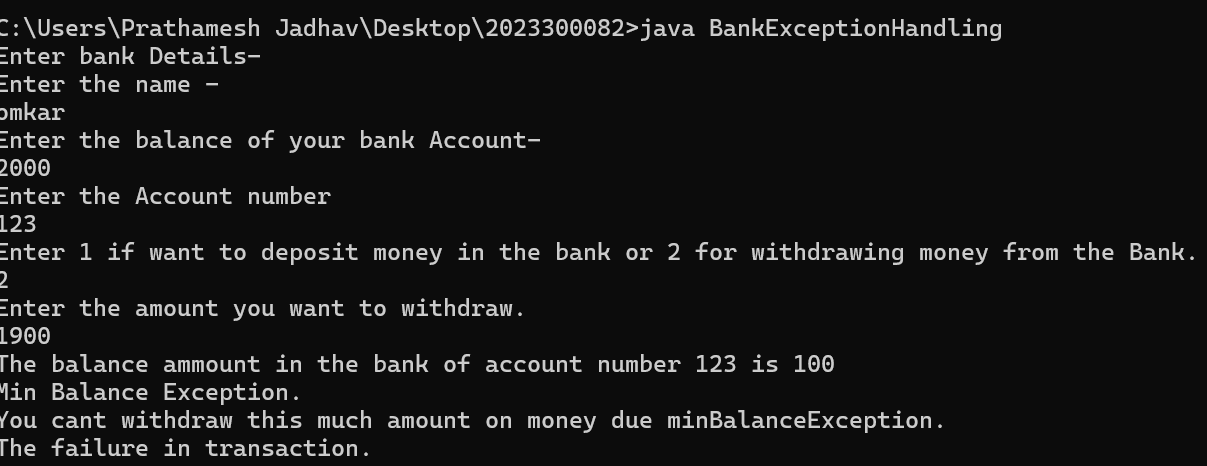 C:\Users\Prathamesh Jadhav\Desktop\2023300082>java BankExceptionHandling
Enter bank Details-
Enter the name -
omkar
Enter the balance of your bank Account-
2000
Enter the Account number
123
Enter 1 if want to deposit money in the bank or 2 for withdrawing money from the Bank.
2
Enter the amount you want to withdraw.
1900
The balance ammount in the bank of account number 123 is 100
Min Balance Exception.
You cant withdraw this much amount on money due minBalanceException.
The failure in transaction.